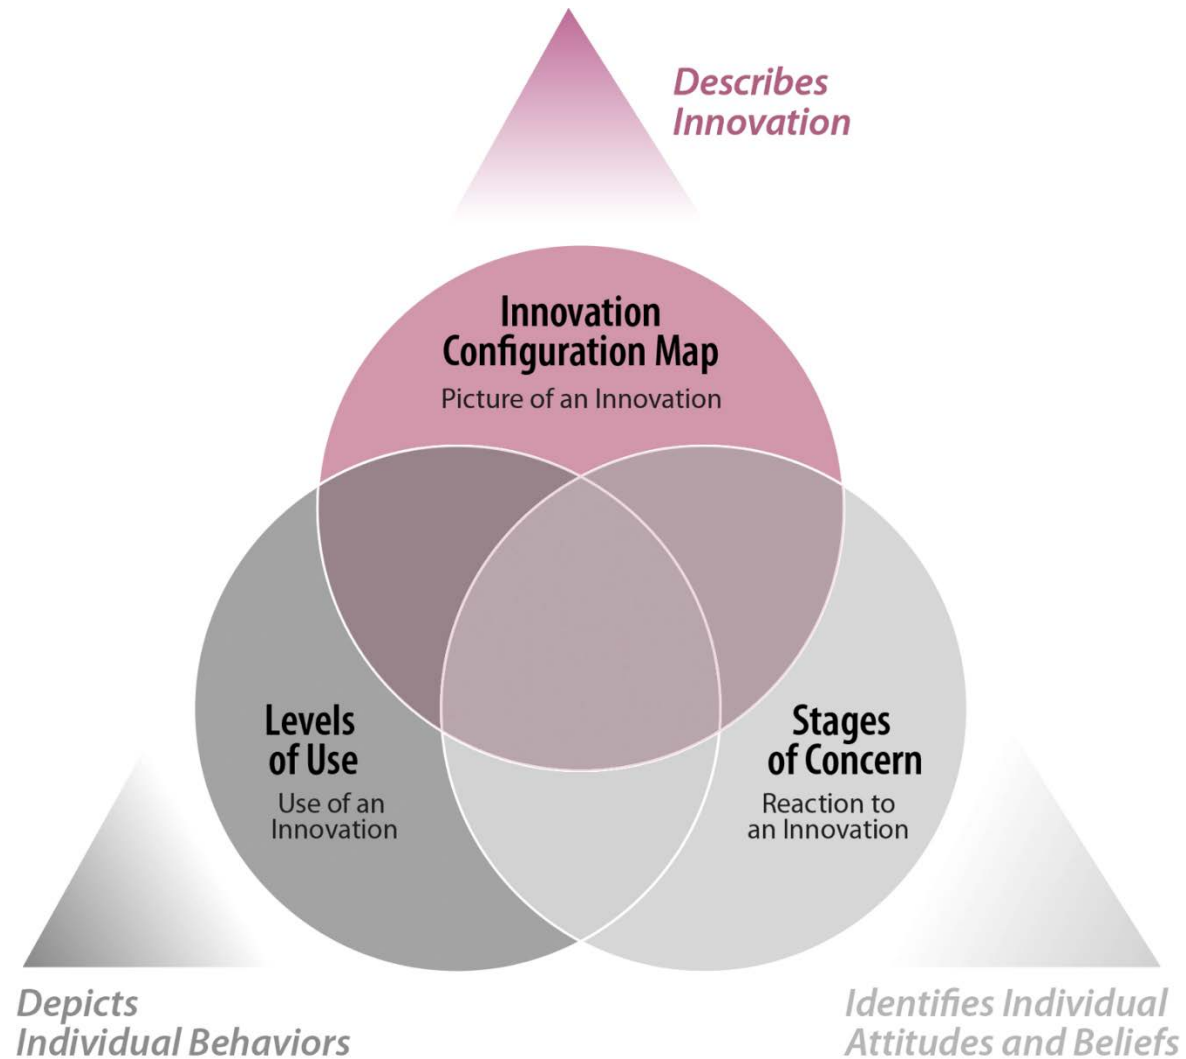 Describes
Innovation
Innovation
Configuration Map
Picture of an Innovation
Levels
of Use
Use of an
Innovation
Stages
of Concern
Reaction to
an Innovation
Depicts
Individual Behaviors
Identifies Individual
Attitudes and Beliefs